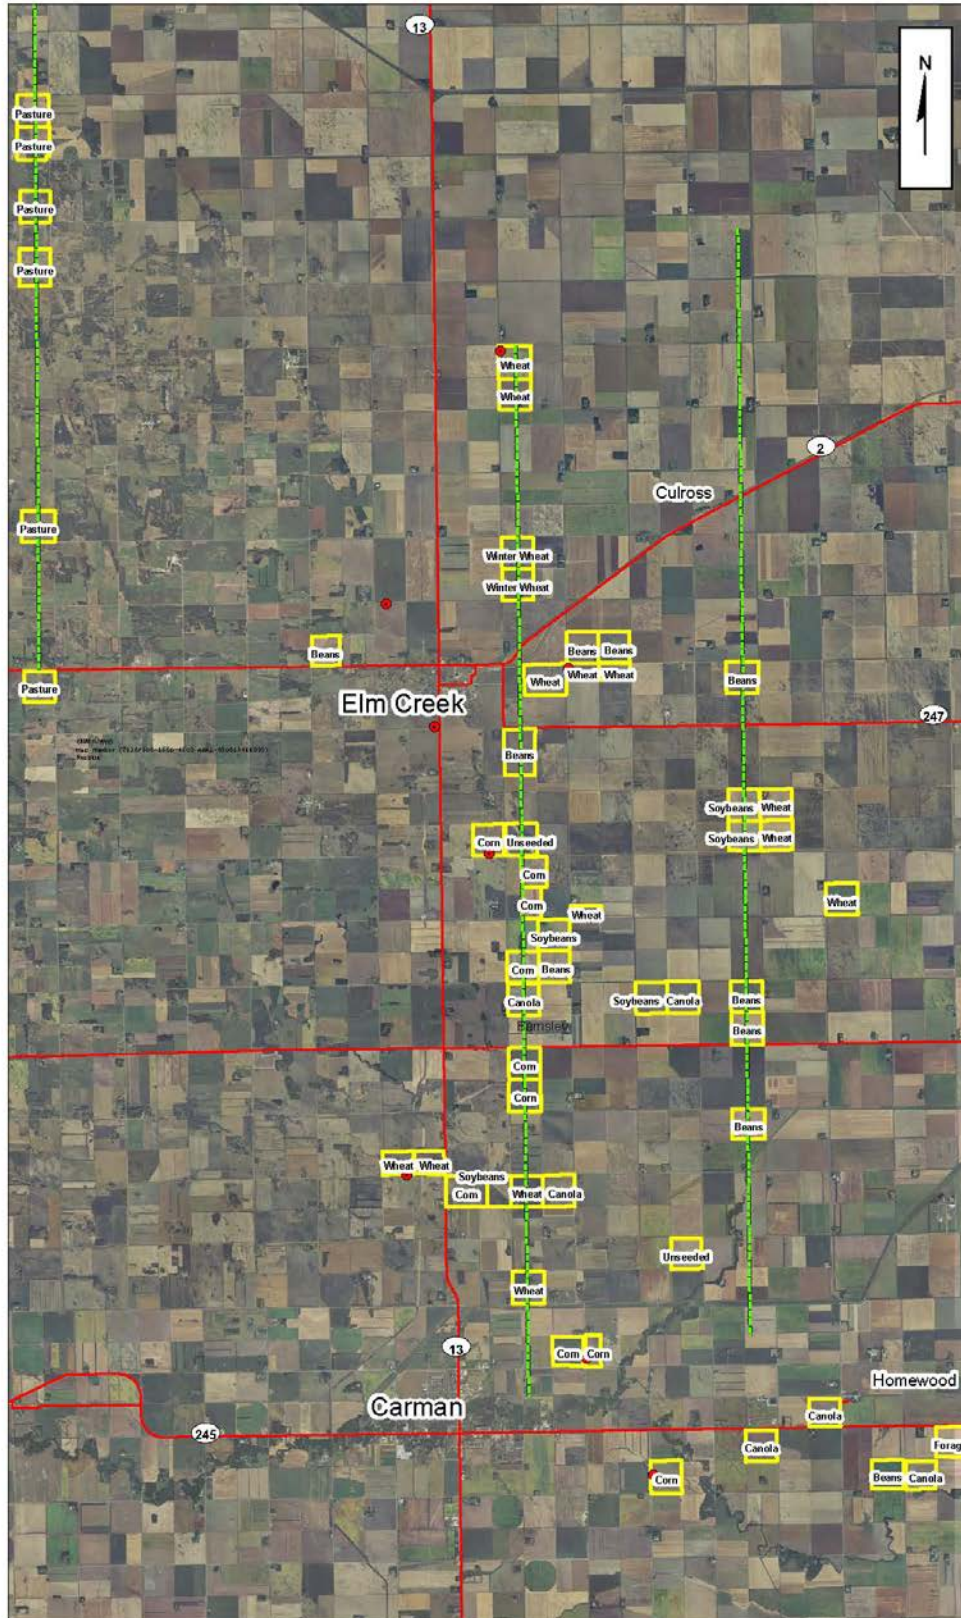 13
N
Pasture
Pasture
Pasture
Pasture
Wheat
Wheat
2
Culross
Pasture
Winter Wheat
Winter Wheat
Beans
Beans Beans
Wheat Wheat Wheat
Beans
Pasture
Elm Creek
247
Beans
Soybeans Wheat
Soybeans Wheat
Corn Unseeded
Corn
Corn
Wheat
Wheat
Soybeans
Corn Beans
Canola
Soybeans Canola
Beans
Beans
Barnsley
Corn
Corn
Beans
Wheat Wheat
Soybeans
Corn Wheat Canola
Unseeded
Wheat
13
Corn Corn
Homewood
Carman
Canola
245
Canola
Forag
Corn
Beans Canola